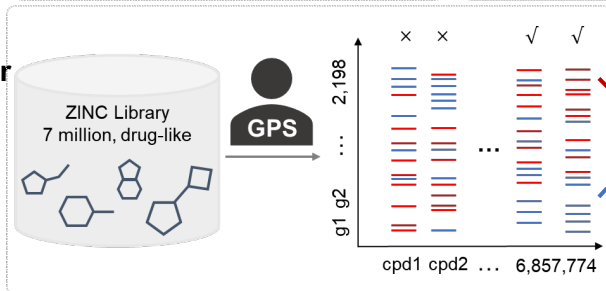 r
ZINC Library
7 million, drug-like
GPS
× × √ √
g1 g2 ... 2,198
...
cpd1 cpd2 ... 6,857,774